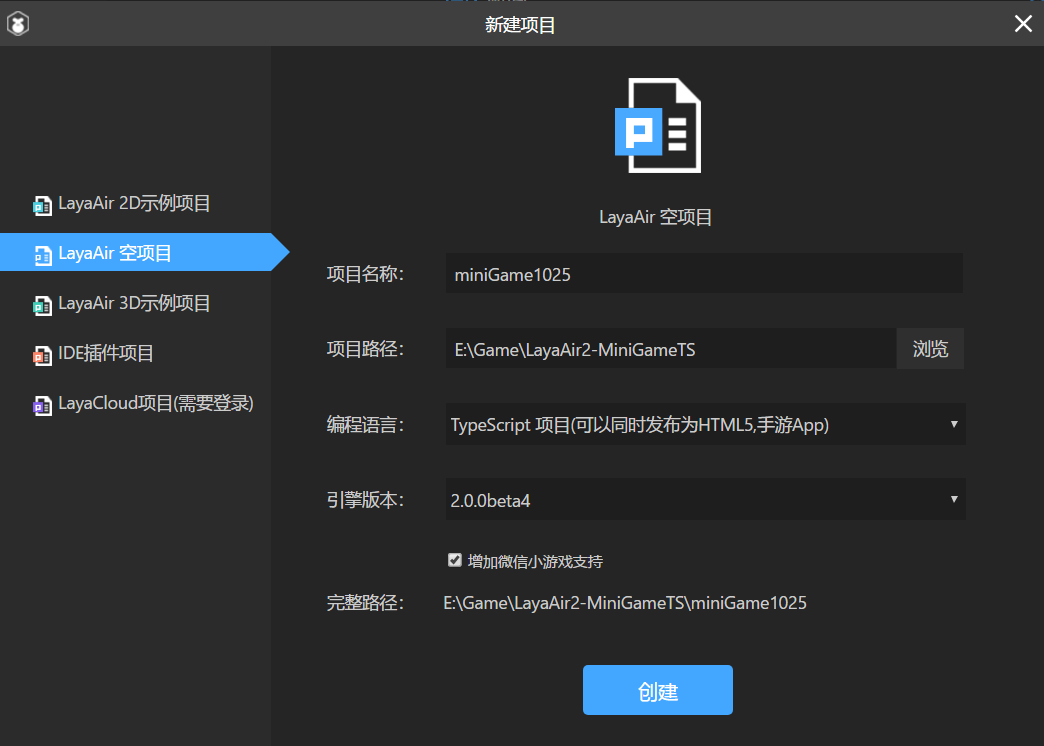 新建项目
LayaAir 2D示例项目
LayaAir 空项目
LayaAir 3D示例项目
IDE插件项目
LayaCloud项目(需要登录)
LayaAir 空项目
项目名称： miniGame1025
项目路径： E:\Game\LayaAir2-MiniGameTS 浏览
编程语言： TypeScript 项目(可以同时发布为HTML5,手游App)
引擎版本： 2.0.0beta4
增加微信小游戏支持
完整路径： E:\Game\LayaAir2-MiniGameTS\miniGame1025
创建